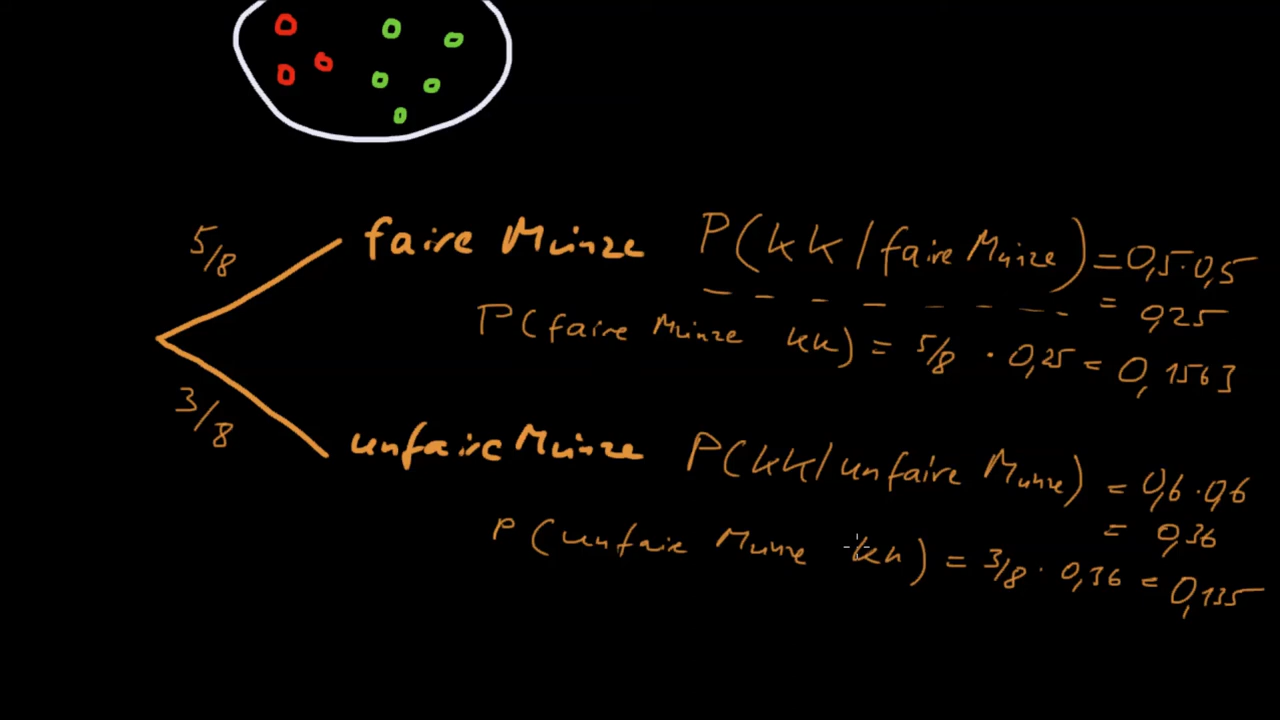 5/8
faire Münze P(KK/faire Münze) = 0,5·0,5
= 0,25
P(faire Münze KK) = 5/8 · 0,25 = 0,1563
3/8
unfaire Münze P(KK/unfaire Münze) = 0,6·0,6
= 0,36
P(unfaire Münze KK) = 3/8 · 0,36 = 0,135